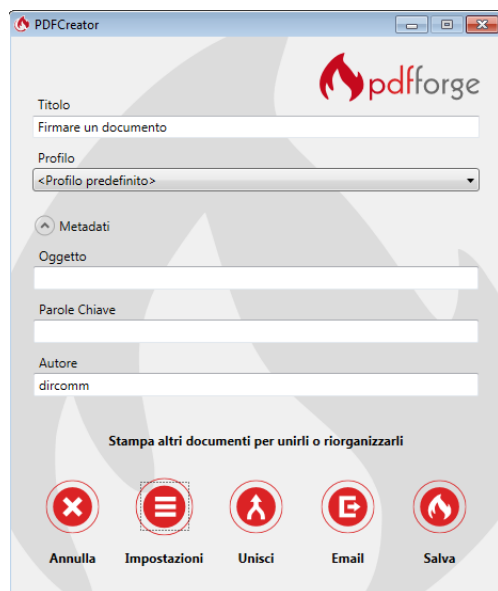 PDFCreator
pdfforge
Titolo
Firmare un documento
Profilo
<Profilo predefinito>
Metadati
Oggetto
Parole Chiave
Autore
dircomm
Stampa altri documenti per unirli o riorganizzarli
Annulla Impostazioni Unisci Email Salva